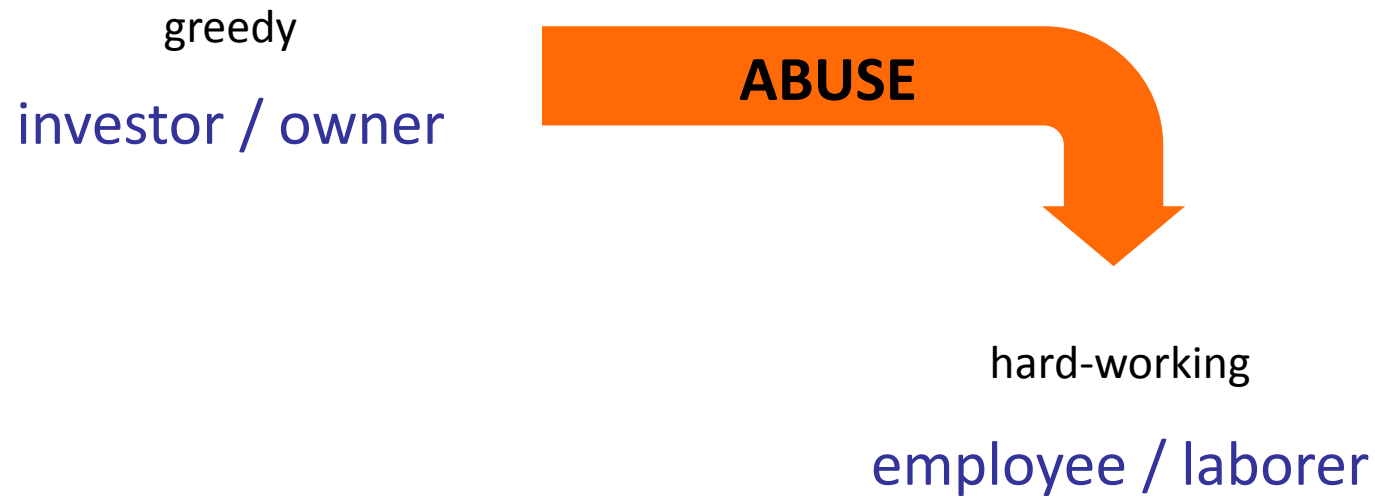 greedy
investor / owner
ABUSE
hard-working
employee / laborer